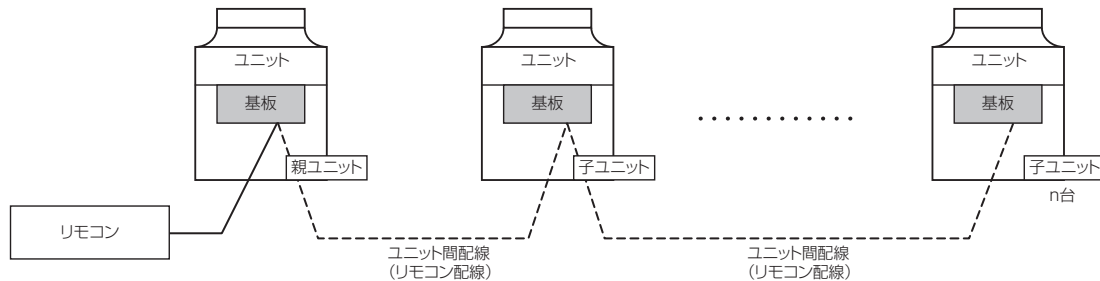 ユニット
ユニット
ユニット
基板
基板
基板
・・・・・・・・・・・・
親ユニット
子ユニット
子ユニット
n台
リモコン
ユニット間配線
（リモコン配線）
ユニット間配線
（リモコン配線）